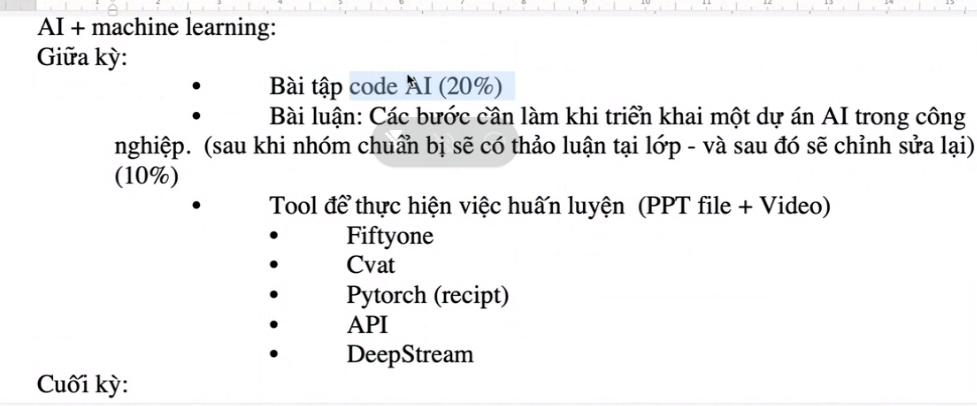 AI + machine learning:
Giữa kỳ:
• Bài tập code AI (20%)
• Bài luận: Các bước cần làm khi triển khai một dự án AI trong công
nghiệp. (sau khi nhóm chuẩn bị sẽ có thảo luận tại lớp - và sau đó sẽ chỉnh sửa lại)
(10%)
• Tool để thực hiện việc huấn luyện (PPT file + Video)
• Fiftyone
• Cvat
• Pytorch (recipt)
• API
• DeepStream
Cuối kỳ: